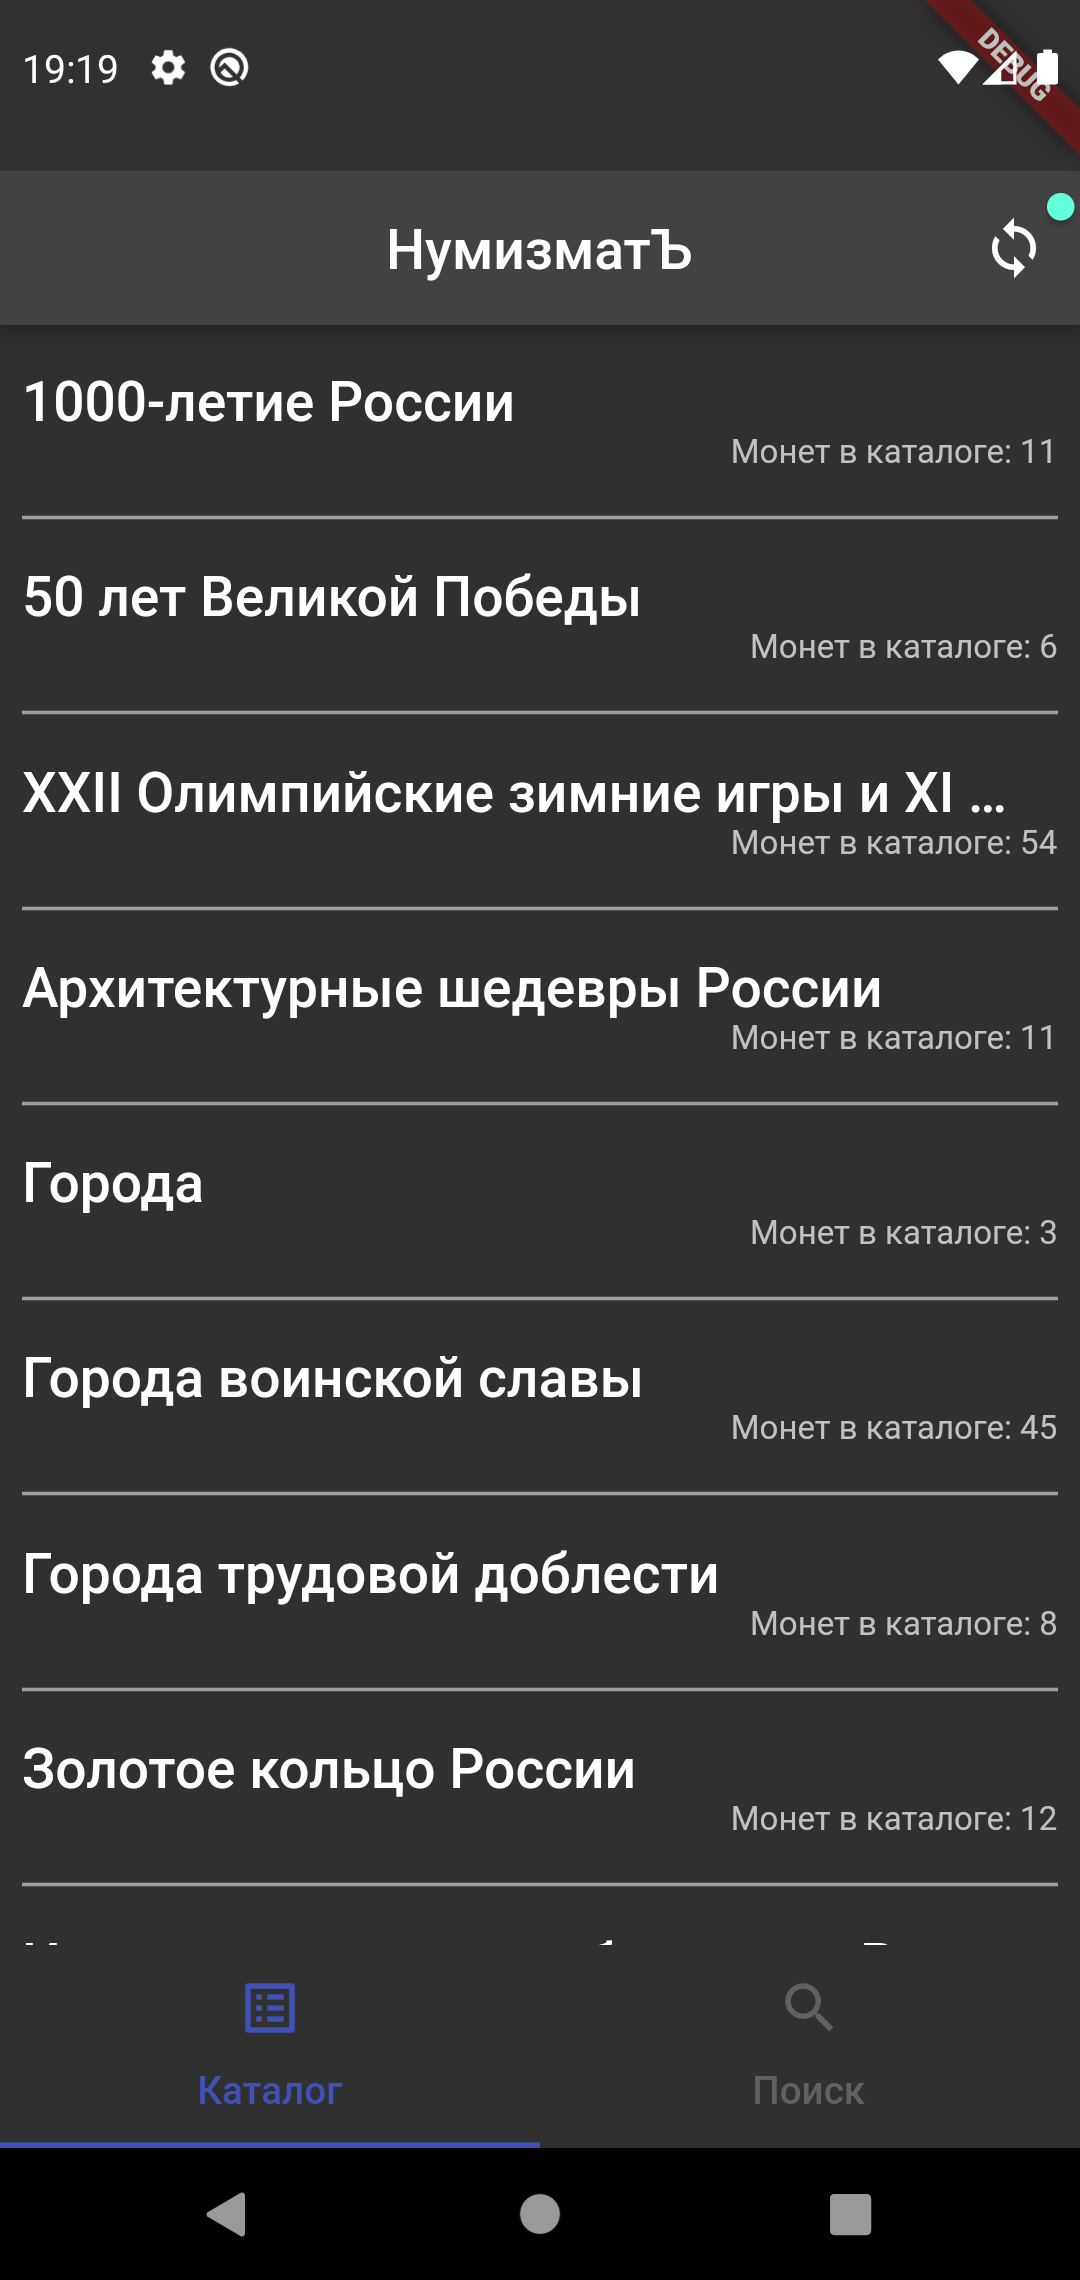 19:19
DEBUG
НумизматЪ
1000-летие России
Монет в каталоге: 11
50 лет Великой Победы
Монет в каталоге: 6
XXII Олимпийские зимние игры и XI ...
Монет в каталоге: 54
Архитектурные шедевры России
Монет в каталоге: 11
Города
Монет в каталоге: 3
Города воинской славы
Монет в каталоге: 45
Города трудовой доблести
Монет в каталоге: 8
Золотое кольцо России
Монет в каталоге: 12
Каталог
Поиск